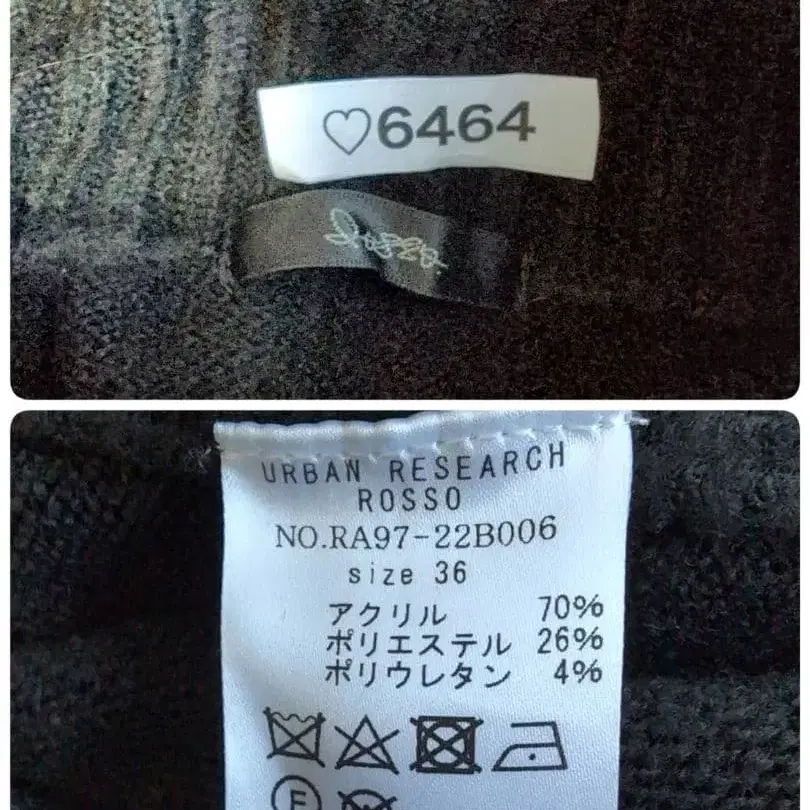 ♡6464
Rosso.
URBAN RESEARCH
ROSSO
NO.RA97-22B006
size 36
アクリル 70%
ポリエステル 26%
ポリウレタン 4%
F